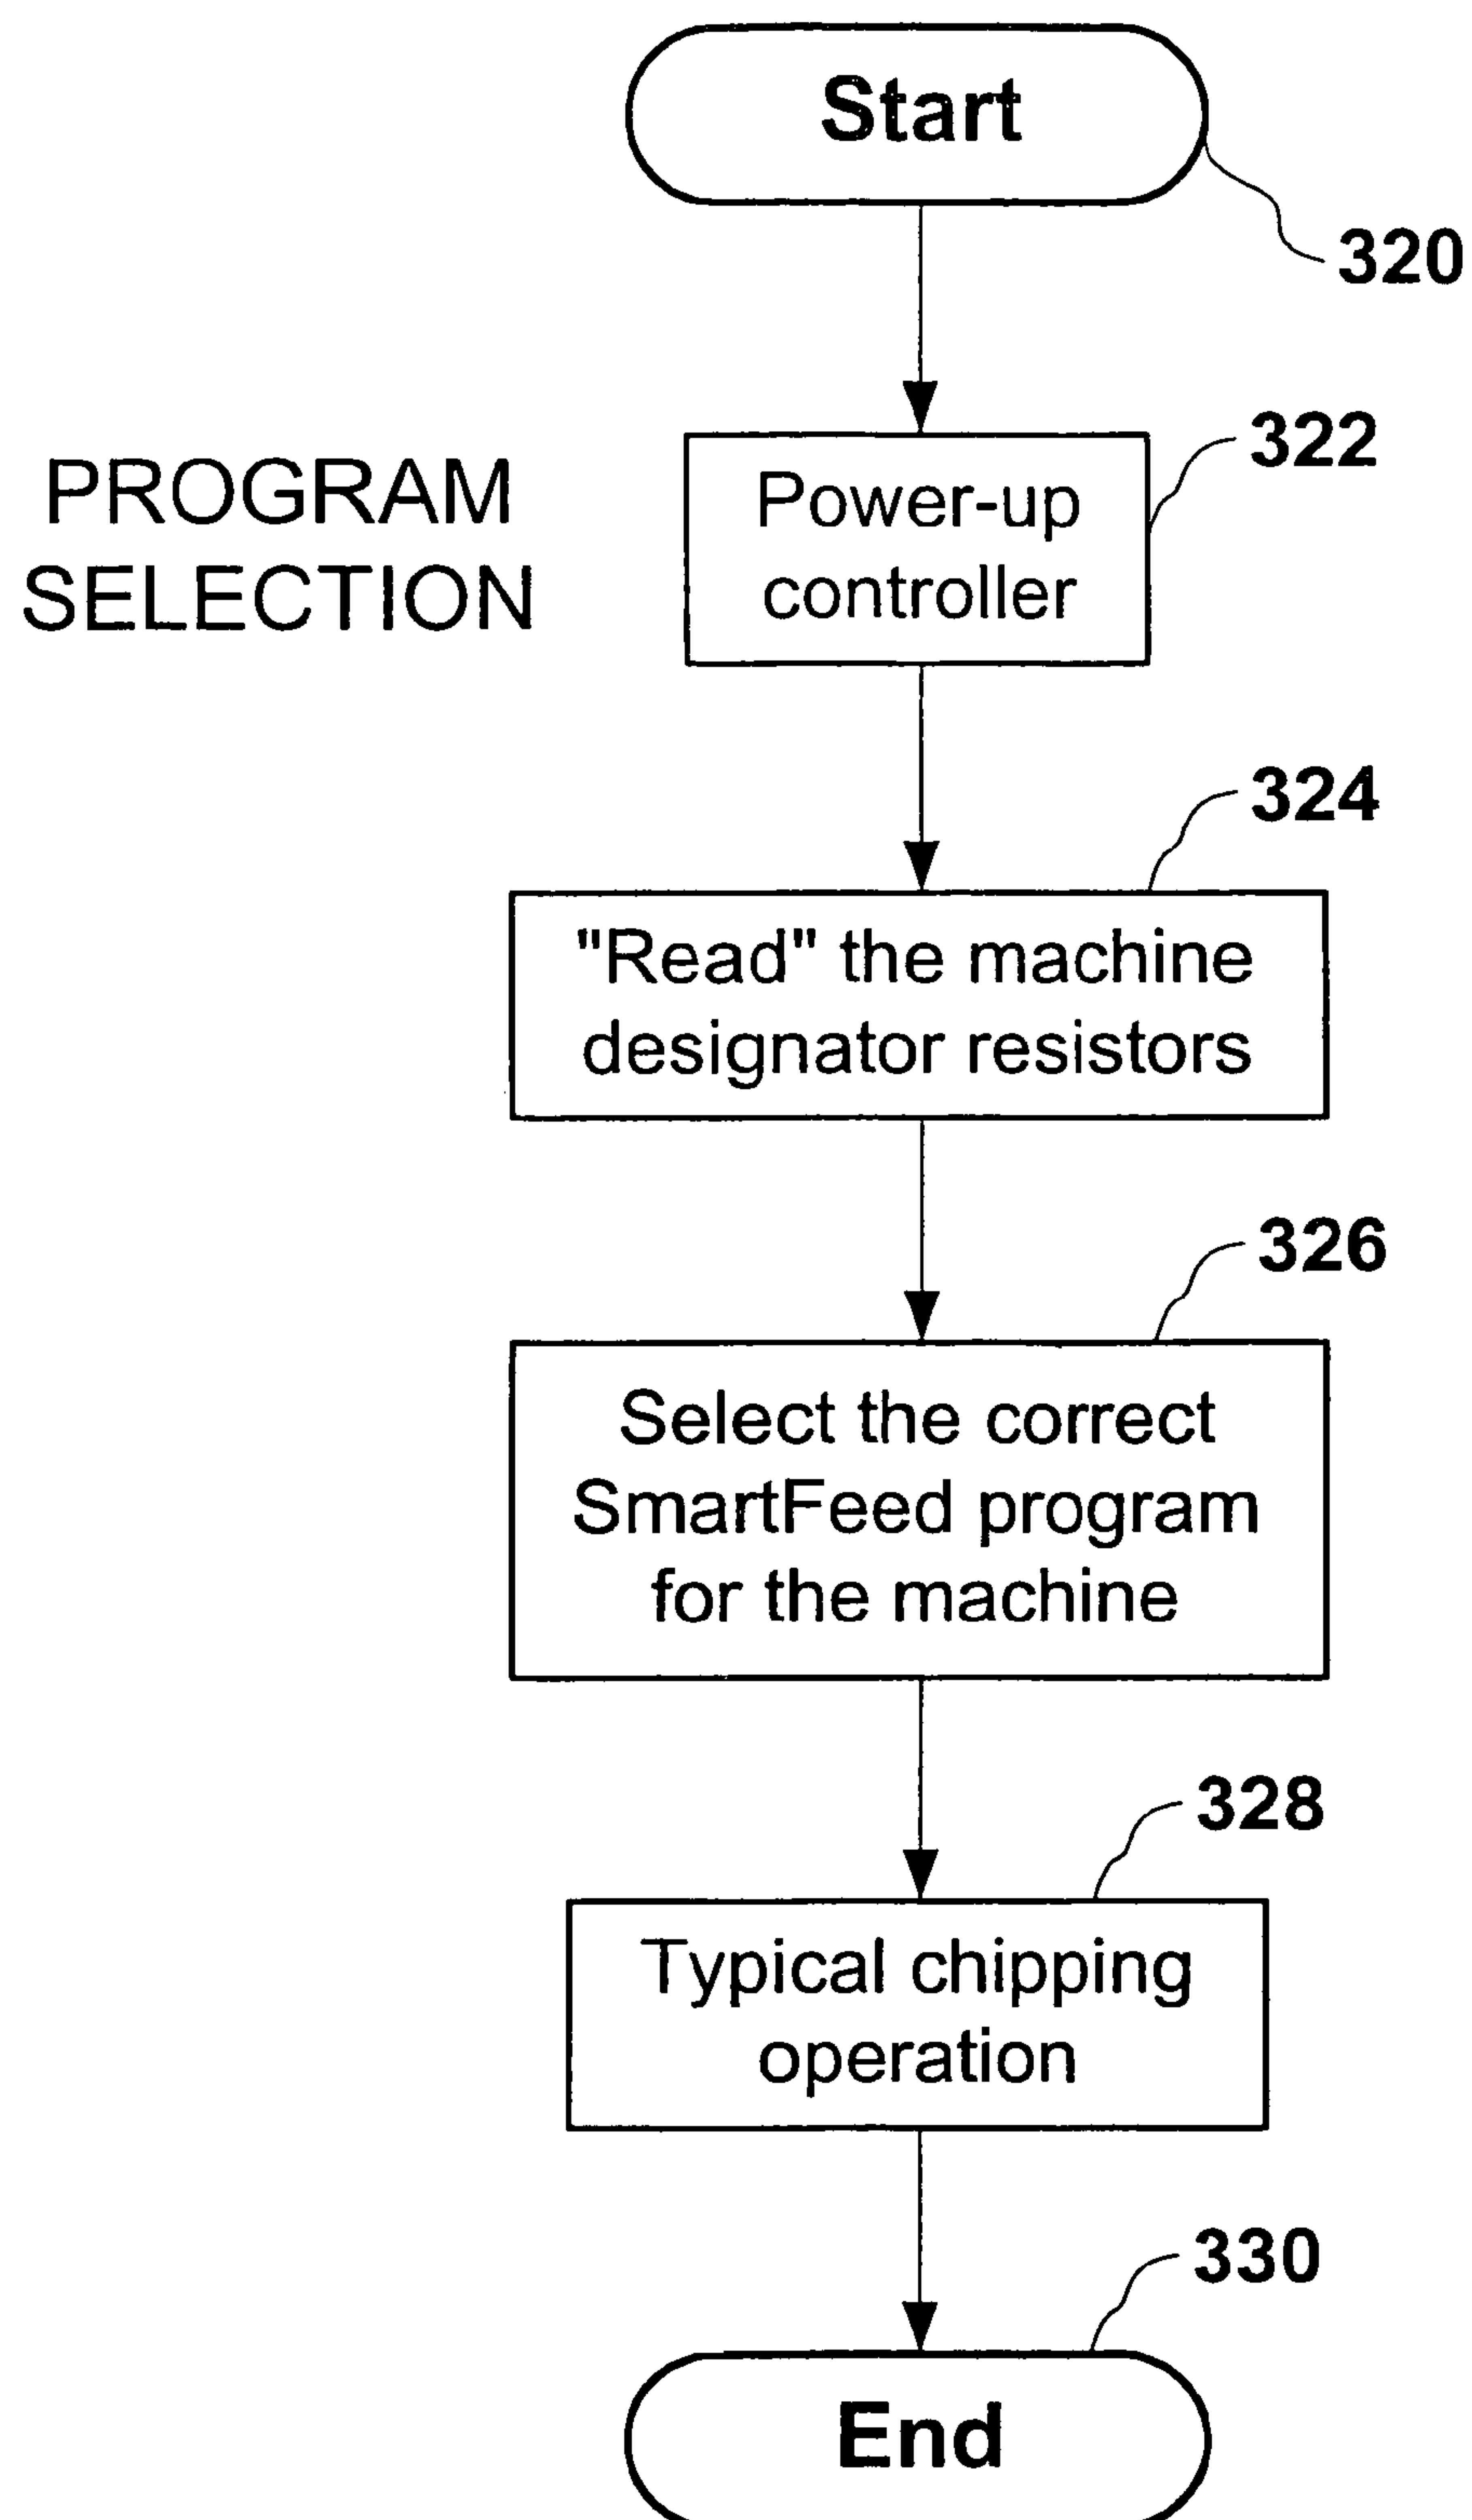 Start
320
PROGRAM
SELECTION
322
Power-up
controller
324
"Read" the machine
designator resistors
326
Select the correct
SmartFeed program
for the machine
328
Typical chipping
operation
330
End